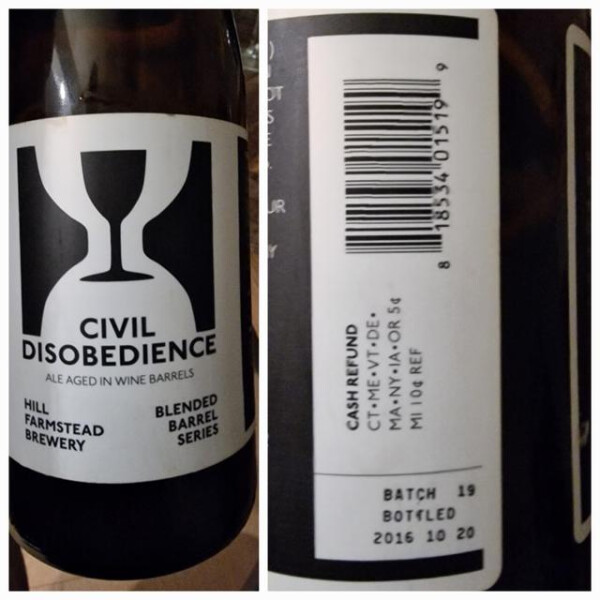 CIVIL
DISOBEDIENCE
ALE AGED IN WINE BARRELS
HILL
FARMSTEAD
BREWERY
BLENDED
BARREL
SERIES
8 18534 01519 9
CASH REFUND
CT•ME•VT•DE•
MA•NY•IA•OR 5¢
MI 10¢ REF
BATCH 19
BOTTLED
2016 10 20